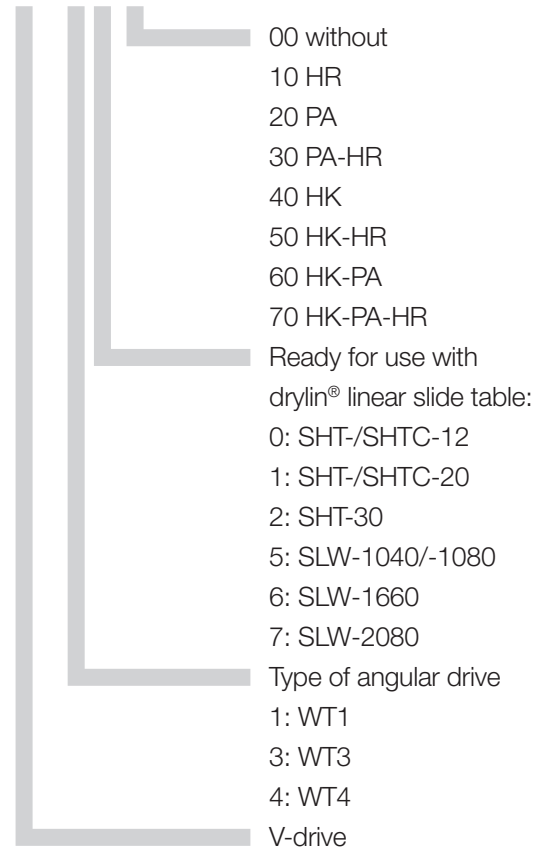 00 without
10 HR
20 PA
30 PA-HR
40 HK
50 HK-HR
60 HK-PA
70 HK-PA-HR
Ready for use with
drylin® linear slide table:
0: SHT-/SHTC-12
1: SHT-/SHTC-20
2: SHT-30
5: SLW-1040/-1080
6: SLW-1660
7: SLW-2080
Type of angular drive
1: WT1
3: WT3
4: WT4
V-drive